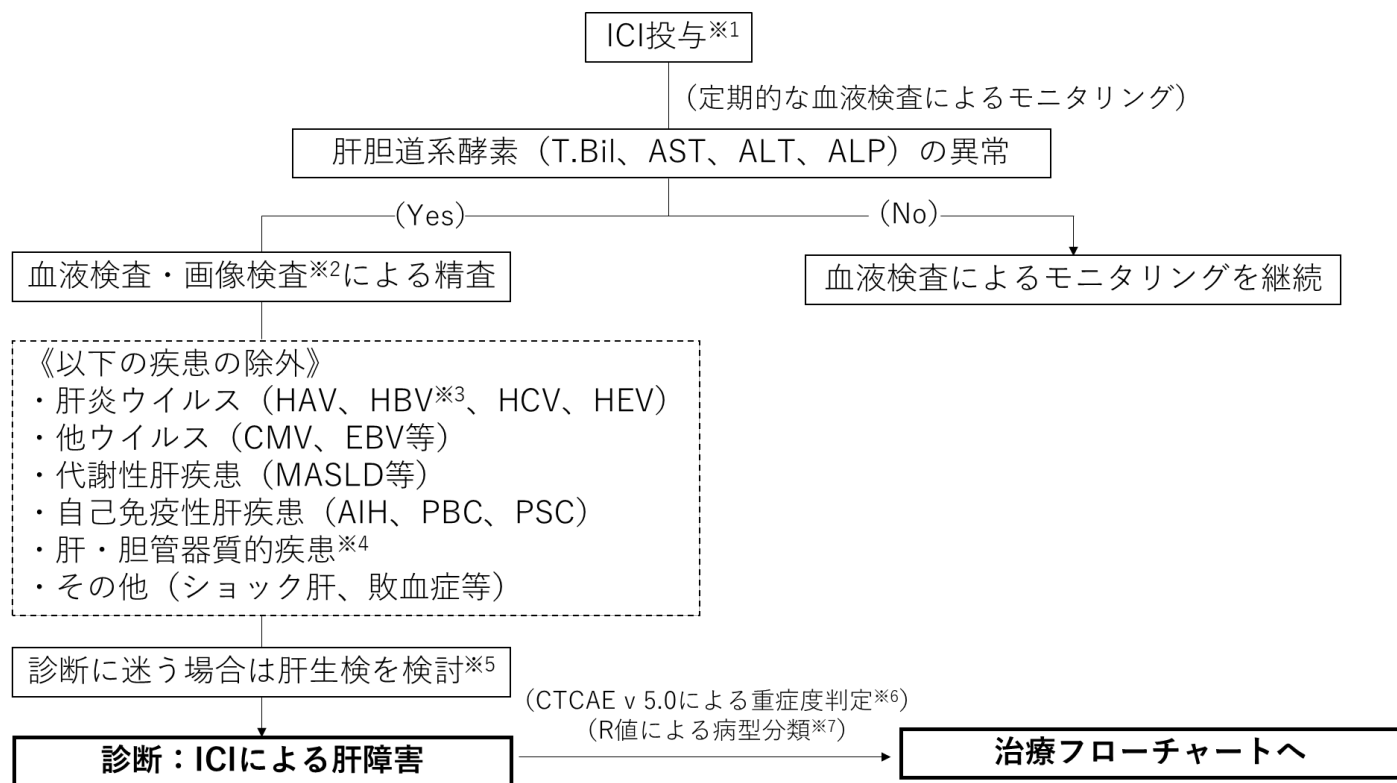 ICI投与※1
（定期的な血液検査によるモニタリング）
肝胆道系酵素（T.Bil、AST、ALT、ALP）の異常
(Yes)
(No)
血液検査・画像検査※2による精査
血液検査によるモニタリングを継続
《以下の疾患の除外》
・肝炎ウイルス（HAV、HBV※3、HCV、HEV）
・他ウイルス（CMV、EBV等）
・代謝性肝疾患（MASLD等）
・自己免疫性肝疾患（AIH、PBC、PSC）
・肝・胆管器質的疾患※4
・その他（ショック肝、敗血症等）
診断に迷う場合は肝生検を検討※5
(CTCAE v 5.0による重症度判定※6)
(R値による病型分類※7)
診断：ICIによる肝障害
治療フローチャートへ